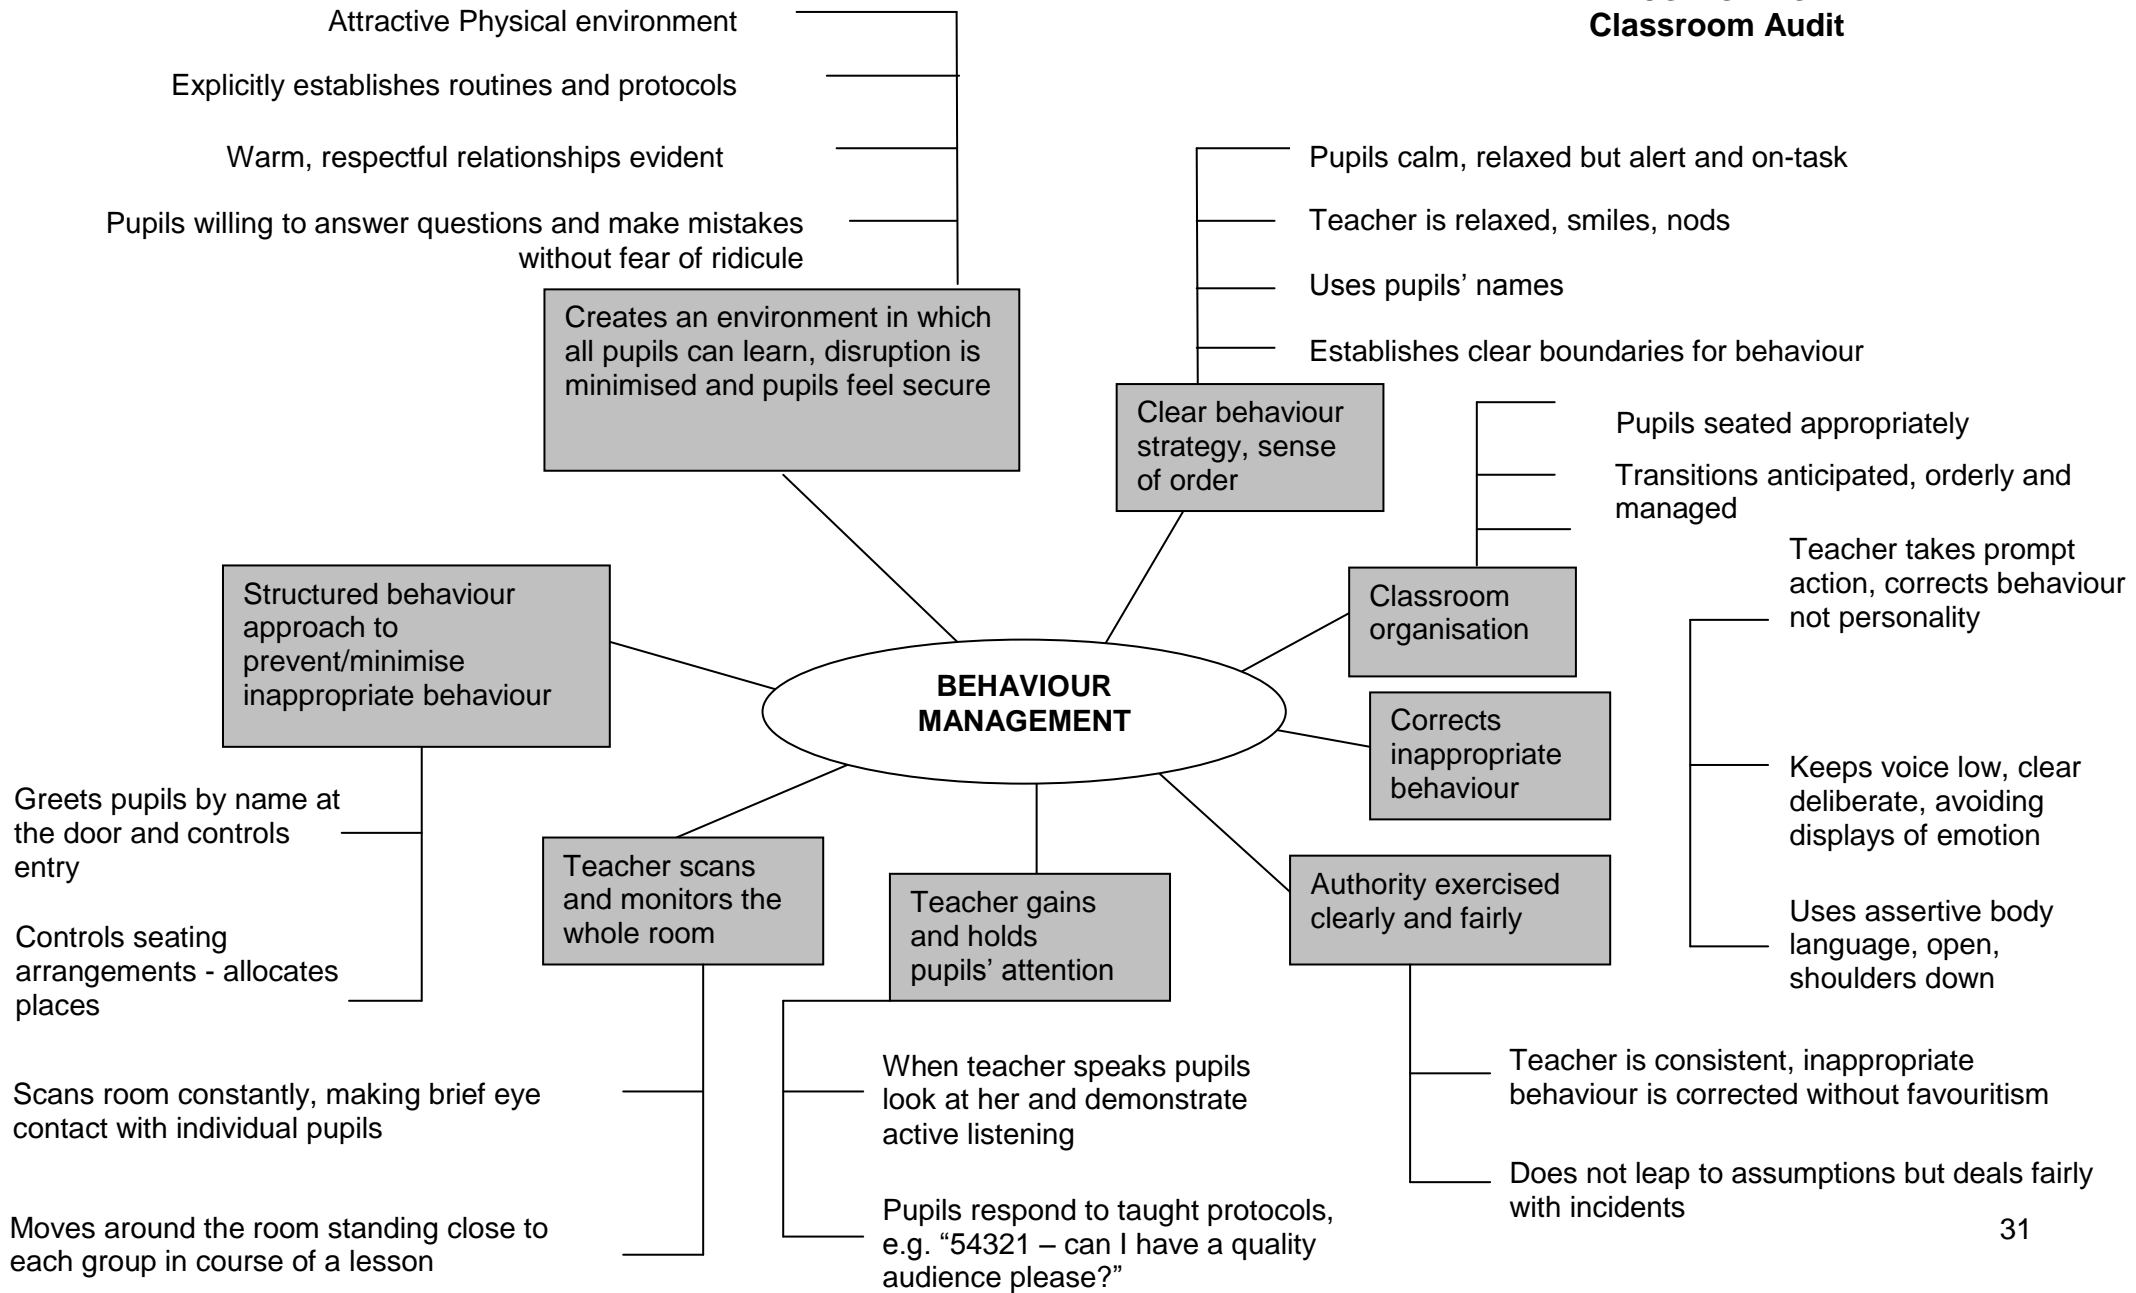 Classroom Audit
Attractive Physical environment
Explicitly establishes routines and protocols
Warm, respectful relationships evident
Pupils willing to answer questions and make mistakes
without fear of ridicule
Creates an environment in which
all pupils can learn, disruption is
minimised and pupils feel secure
Pupils calm, relaxed but alert and on-task
Teacher is relaxed, smiles, nods
Uses pupils’ names
Establishes clear boundaries for behaviour
Clear behaviour
strategy, sense
of order
Pupils seated appropriately
Transitions anticipated, orderly and
managed
Classroom
organisation
Teacher takes prompt
action, corrects behaviour
not personality
Keeps voice low, clear
deliberate, avoiding
displays of emotion
Uses assertive body
language, open,
shoulders down
Structured behaviour
approach to
prevent/minimise
inappropriate behaviour
BEHAVIOUR
MANAGEMENT
Corrects
inappropriate
behaviour
Greets pupils by name at
the door and controls
entry
Controls seating
arrangements - allocates
places
Teacher scans
and monitors the
whole room
Teacher gains
and holds
pupils’ attention
Authority exercised
clearly and fairly
Scans room constantly, making brief eye
contact with individual pupils
Moves around the room standing close to
each group in course of a lesson
When teacher speaks pupils
look at her and demonstrate
active listening
Pupils respond to taught protocols,
e.g. “54321 – can I have a quality
audience please?”
Teacher is consistent, inappropriate
behaviour is corrected without favouritism
Does not leap to assumptions but deals fairly
with incidents
31